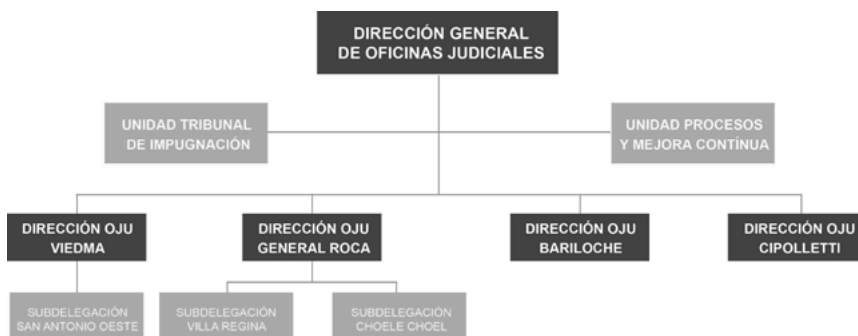 DIRECCIÓN GENERAL
DE OFICINAS JUDICIALES
UNIDAD TRIBUNAL
DE IMPUGNACIÓN
UNIDAD PROCESOS
Y MEJORA CONTÍNUA
DIRECCIÓN OJU
VIEDMA
DIRECCIÓN OJU
GENERAL ROCA
DIRECCIÓN OJU
BARILOCHE
DIRECCIÓN OJU
CIPOLLETTI
SUBDELEGACIÓN
SAN ANTONIO OESTE
SUBDELEGACIÓN
VILLA REGINA
SUBDELEGACIÓN
CHOELE CHOEL